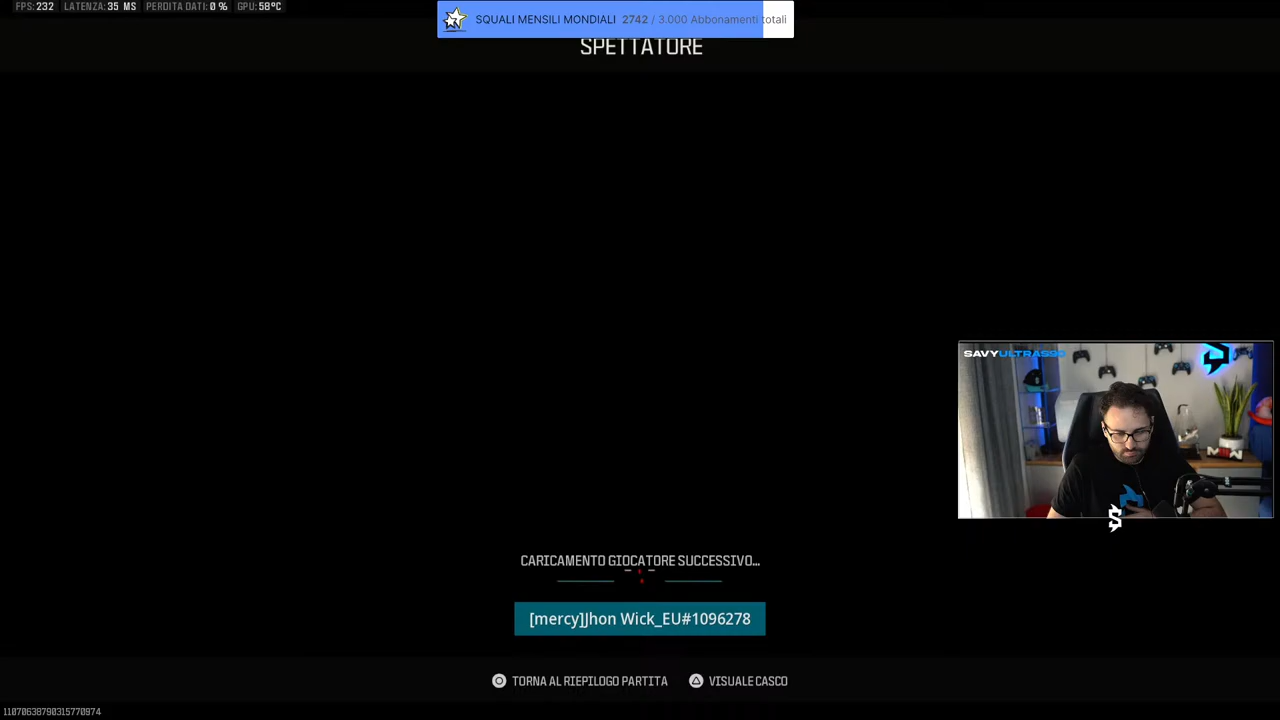 FPS: 232 LATENZA: 35 MS PERDITA DATI: 0 % GPU: 58°C
SQUALI MENSILI MONDIALI 2742 / 3.000 Abbonamenti totali
SPETTATORE
SAVYULTRAS90
CARICAMENTO GIOCATORE SUCCESSIVO...
[mercy]Jhon Wick_EU#1096278
TORNA AL RIEPILOGO PARTITA VISUALE CASCO
11070638790315770974